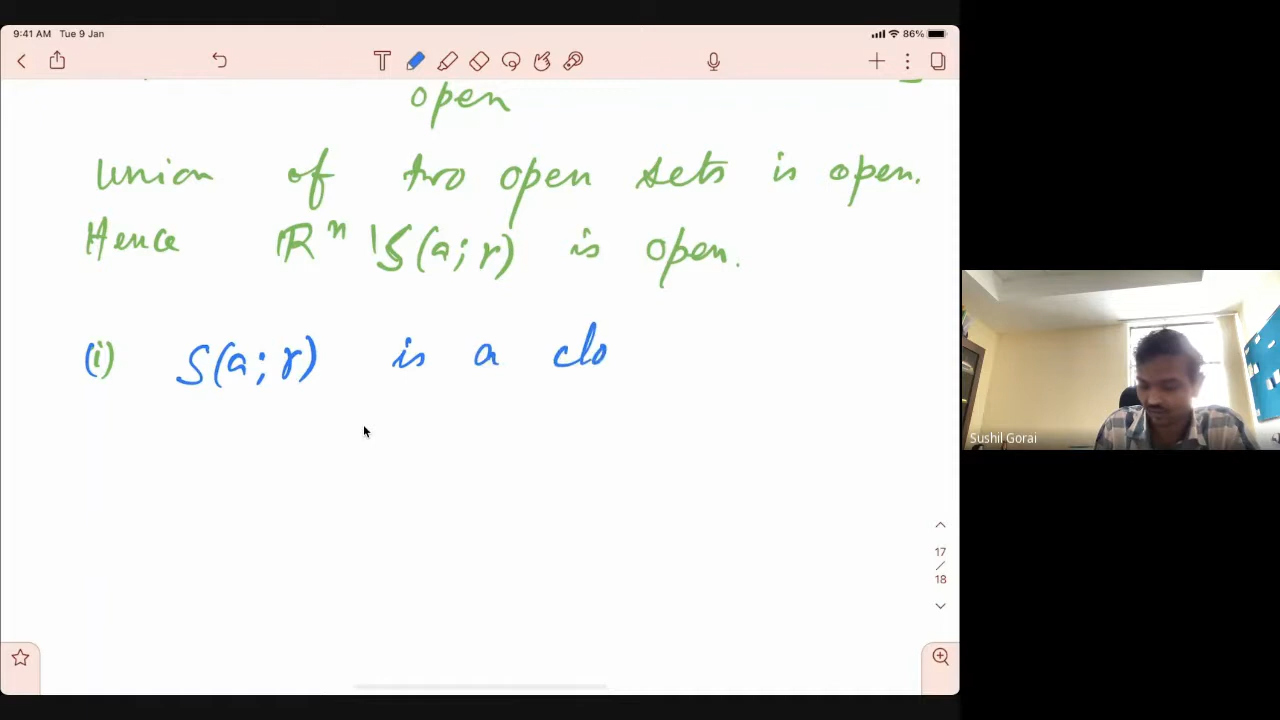 9:41 AM Tue 9 Jan
86%
open
Union of two open sets is open.
Hence ℝⁿ \ S(a; r) is open.
(i) S(a; r) is a clo
17
/
18
Sushil Gorai